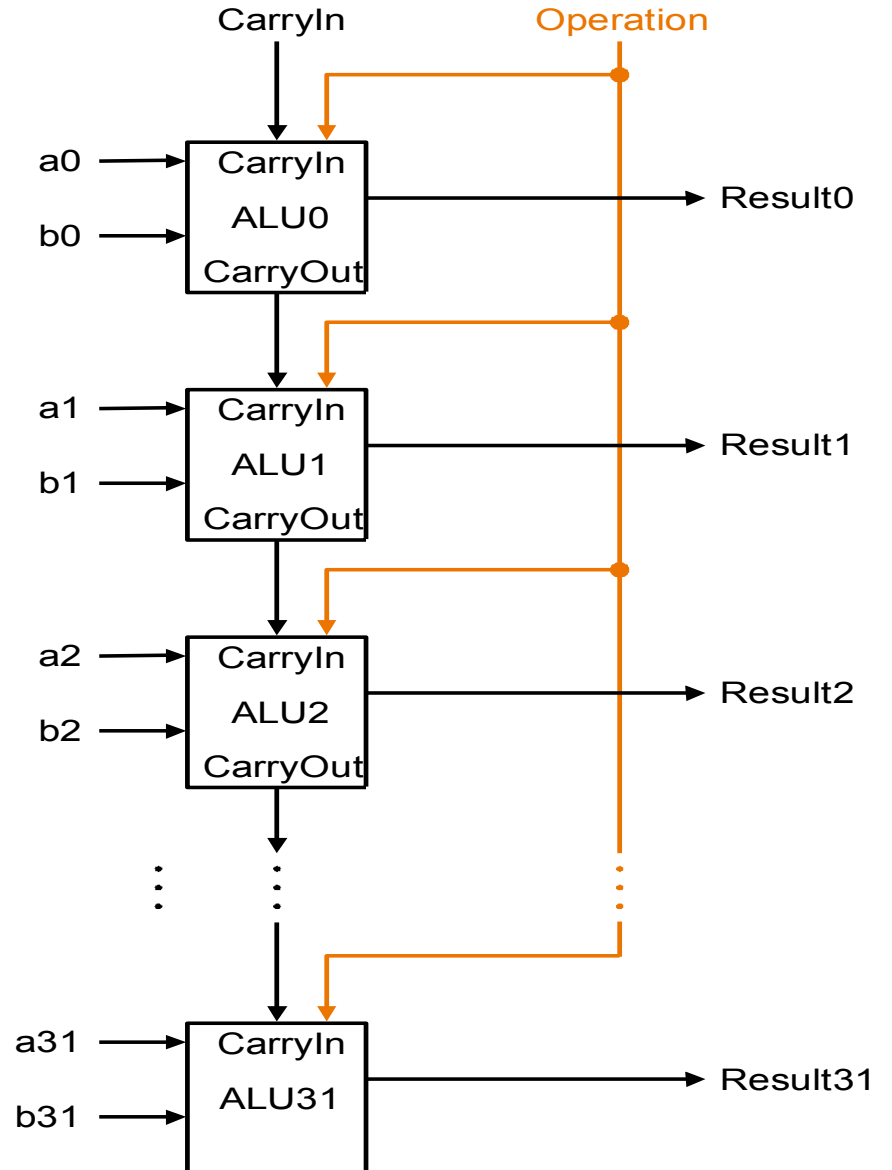 CarryIn Operation
a0
b0
CarryIn
ALU0
CarryOut
Result0
a1
b1
CarryIn
ALU1
CarryOut
Result1
a2
b2
CarryIn
ALU2
CarryOut
Result2
a31
b31
CarryIn
ALU31
Result31